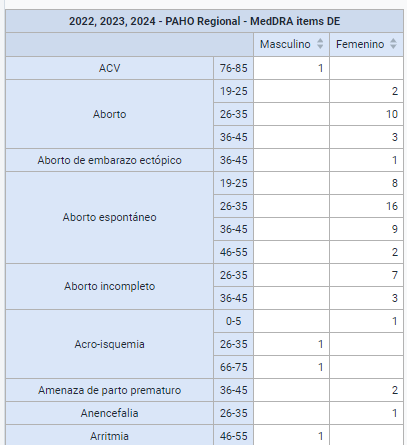 2022, 2023, 2024 - PAHO Regional - MedDRA items DE
Masculino Femenino
ACV 76-85 1
Aborto 19-25 2
26-35 10
36-45 3
Aborto de embarazo ectópico 36-45 1
Aborto espontáneo 19-25 8
26-35 16
36-45 9
46-55 2
Aborto incompleto 26-35 7
36-45 3
Acro-isquemia 0-5 1
26-35 1
66-75 1
Amenaza de parto prematuro 36-45 2
Anencefalia 26-35 1
Arritmia 46-55 1